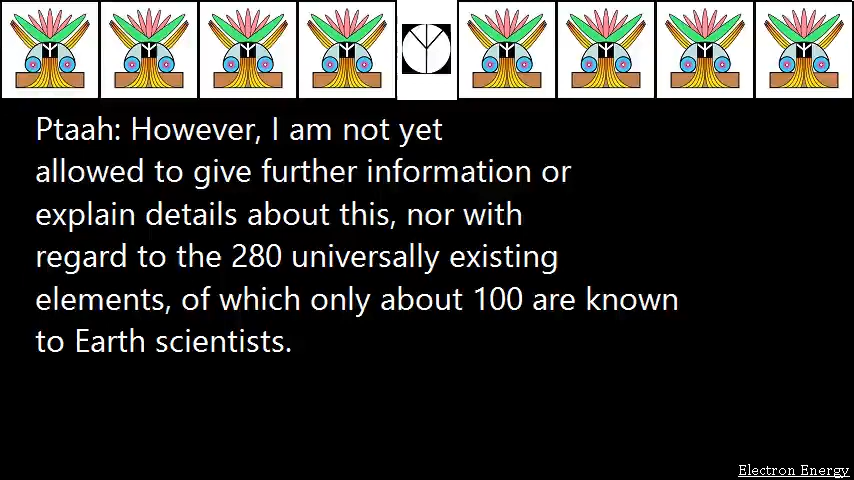 Ptaah: However, I am not yet
allowed to give further information or
explain details about this, nor with
regard to the 280 universally existing
elements, of which only about 100 are known
to Earth scientists.
Electron Energy